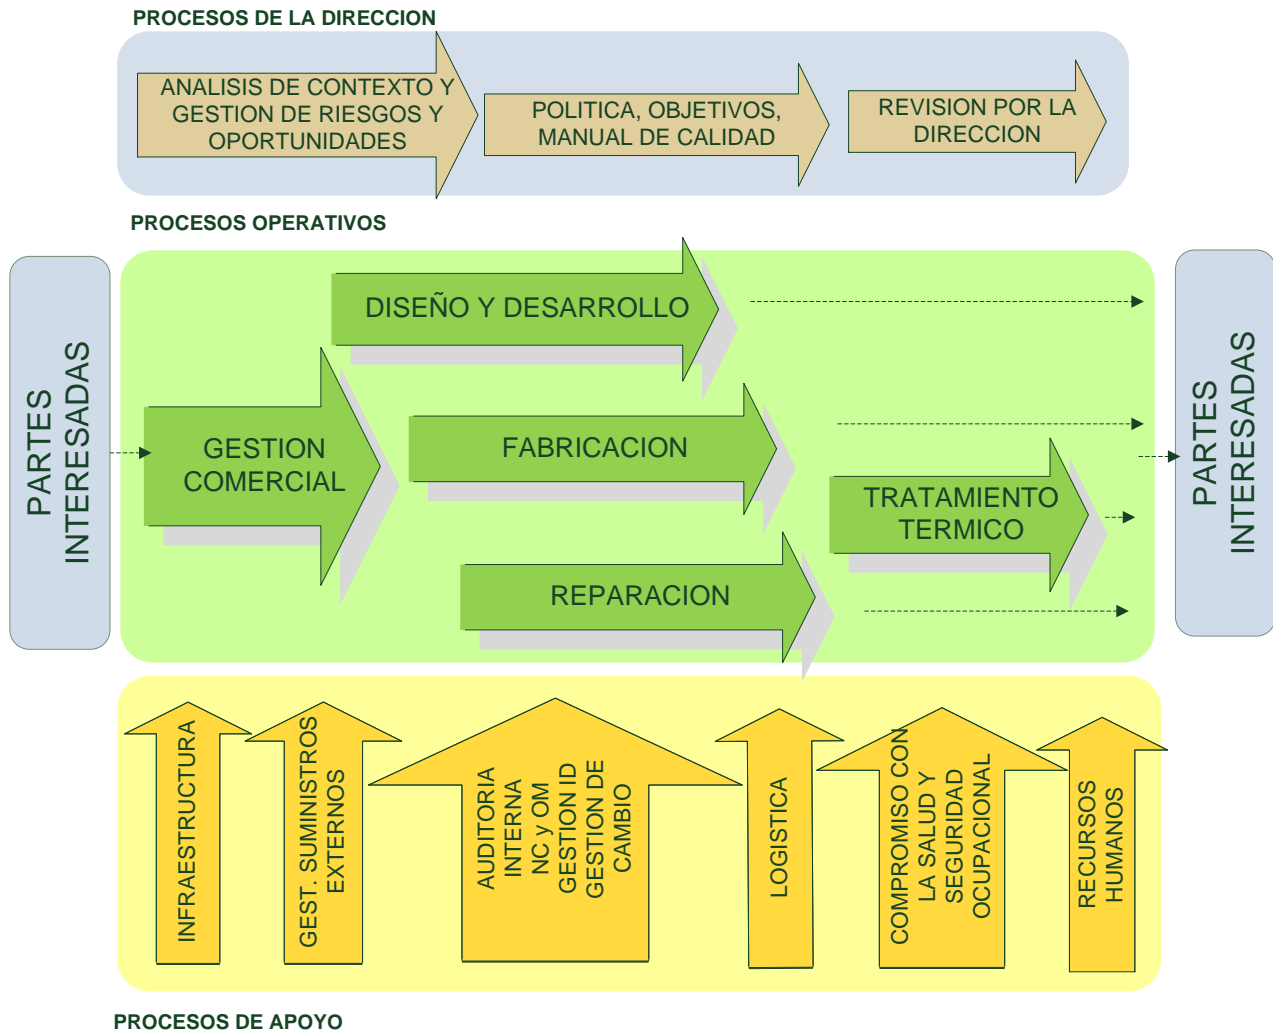 PROCESOS DE LA DIRECCION
ANALISIS DE CONTEXTO Y
GESTION DE RIESGOS Y
OPORTUNIDADES
POLITICA, OBJETIVOS,
MANUAL DE CALIDAD
REVISION POR LA
DIRECCION
PROCESOS OPERATIVOS
PARTES
INTERESADAS
GESTION
COMERCIAL
DISEÑO Y DESARROLLO
FABRICACION
REPARACION
TRATAMIENTO
TERMICO
PARTES
INTERESADAS
INFRAESTRUCTURA
GEST. SUMINISTROS
EXTERNOS
AUDITORIA
INTERNA
NC y OM
GESTION ID
GESTION DE
CAMBIO
LOGISTICA
COMPROMISO CON
LA SALUD Y
SEGURIDAD
OCUPACIONAL
RECURSOS
HUMANOS
PROCESOS DE APOYO